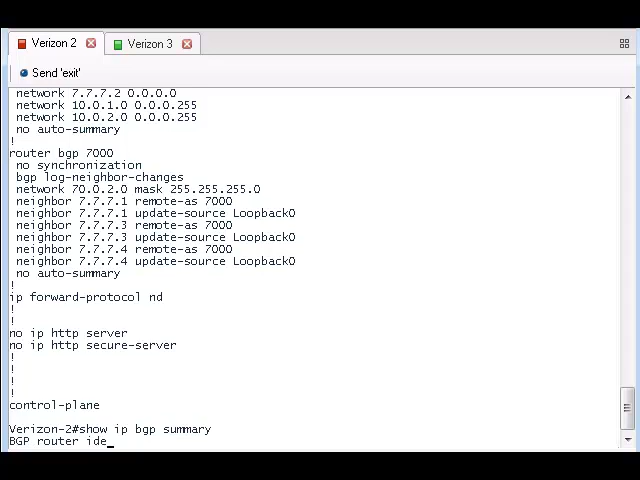 Verizon 2
Verizon 3
Send 'exit'
network 7.7.7.2 0.0.0.0
network 10.0.1.0 0.0.0.255
network 10.0.2.0 0.0.0.255
no auto-summary
!
router bgp 7000
no synchronization
bgp log-neighbor-changes
network 70.0.2.0 mask 255.255.255.0
neighbor 7.7.7.1 remote-as 7000
neighbor 7.7.7.1 update-source Loopback0
neighbor 7.7.7.3 remote-as 7000
neighbor 7.7.7.3 update-source Loopback0
neighbor 7.7.7.4 remote-as 7000
neighbor 7.7.7.4 update-source Loopback0
no auto-summary
!
ip forward-protocol nd
!
!
no ip http server
no ip http secure-server
!
!
!
!
control-plane
Verizon-2#show ip bgp summary
BGP router ide_